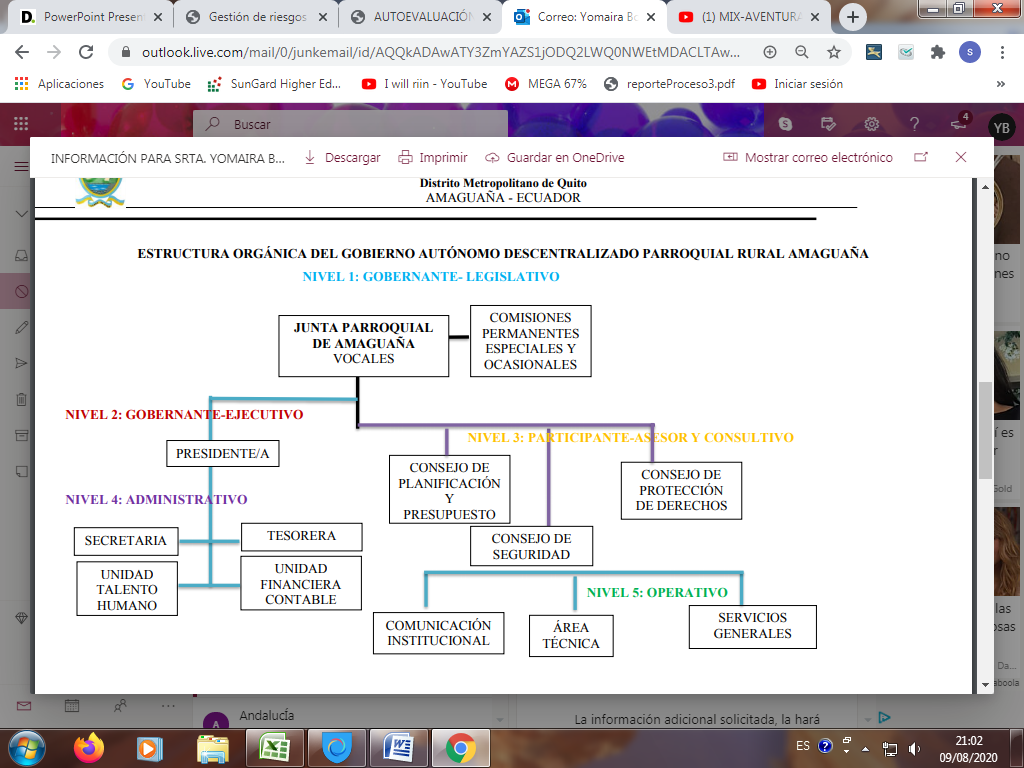 PowerPoint Present
Gestión de riesgos
AUTOEVALUACIÓN
Correo: Yomaira Bo
(1) MIX-AVENTURA
outlook.live.com/mail/0/junkemail/id/AQQkADAwATY3ZmYAZS1jODQ2LWQ0NWEtMDACLTAw...
Aplicaciones
YouTube
SunGard Higher Ed...
I will riin - YouTube
MEGA 67%
reporteProceso3.pdf
Iniciar sesión
»
Buscar
4
YB
INFORMACIÓN PARA SRTA. YOMAIRA B...
Descargar
Imprimir
Guardar en OneDrive
Mostrar correo electrónico
Distrito Metropolitano de Quito
AMAGUAÑA - ECUADOR
ESTRUCTURA ORGÁNICA DEL GOBIERNO AUTÓNOMO DESCENTRALIZADO PARROQUIAL RURAL AMAGUAÑA
NIVEL 1: GOBERNANTE- LEGISLATIVO
JUNTA PARROQUIAL
DE AMAGUAÑA
VOCALES
COMISIONES
PERMANENTES
ESPECIALES Y
OCASIONALES
NIVEL 2: GOBERNANTE-EJECUTIVO
PRESIDENTE/A
NIVEL 3: PARTICIPANTE-ASESOR Y CONSULTIVO
CONSEJO DE
PLANIFICACIÓN
Y
PRESUPUESTO
CONSEJO DE
SEGURIDAD
CONSEJO DE
PROTECCIÓN
DE DERECHOS
NIVEL 4: ADMINISTRATIVO
SECRETARIA
TESORERA
UNIDAD
TALENTO
HUMANO
UNIDAD
FINANCIERA
CONTABLE
NIVEL 5: OPERATIVO
COMUNICACIÓN
INSTITUCIONAL
ÁREA
TÉCNICA
SERVICIOS
GENERALES
A
Andalucía
La información adicional solicitada, la hará
ES
21:02
09/08/2020